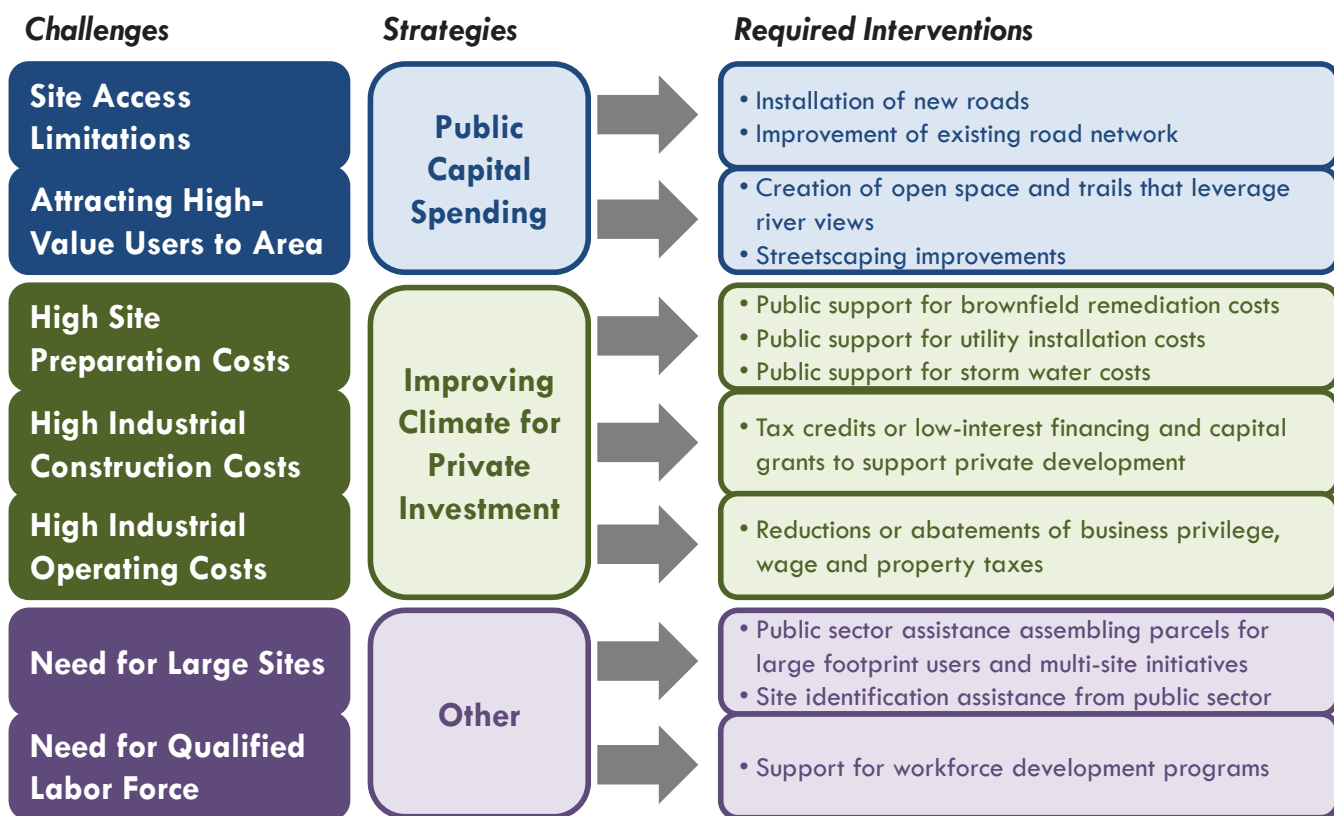 Challenges Strategies Required Interventions
Site Access
Limitations
Attracting High-
Value Users to Area
Public
Capital
Spending
• Installation of new roads
• Improvement of existing road network
• Creation of open space and trails that leverage
river views
• Streetscaping improvements
High Site
Preparation Costs
High Industrial
Construction Costs
High Industrial
Operating Costs
Improving
Climate for
Private
Investment
• Public support for brownfield remediation costs
• Public support for utility installation costs
• Public support for storm water costs
• Tax credits or low-interest financing and capital
grants to support private development
• Reductions or abatements of business privilege,
wage and property taxes
Need for Large Sites
Need for Qualified
Labor Force
Other
• Public sector assistance assembling parcels for
large footprint users and multi-site initiatives
• Site identification assistance from public sector
• Support for workforce development programs